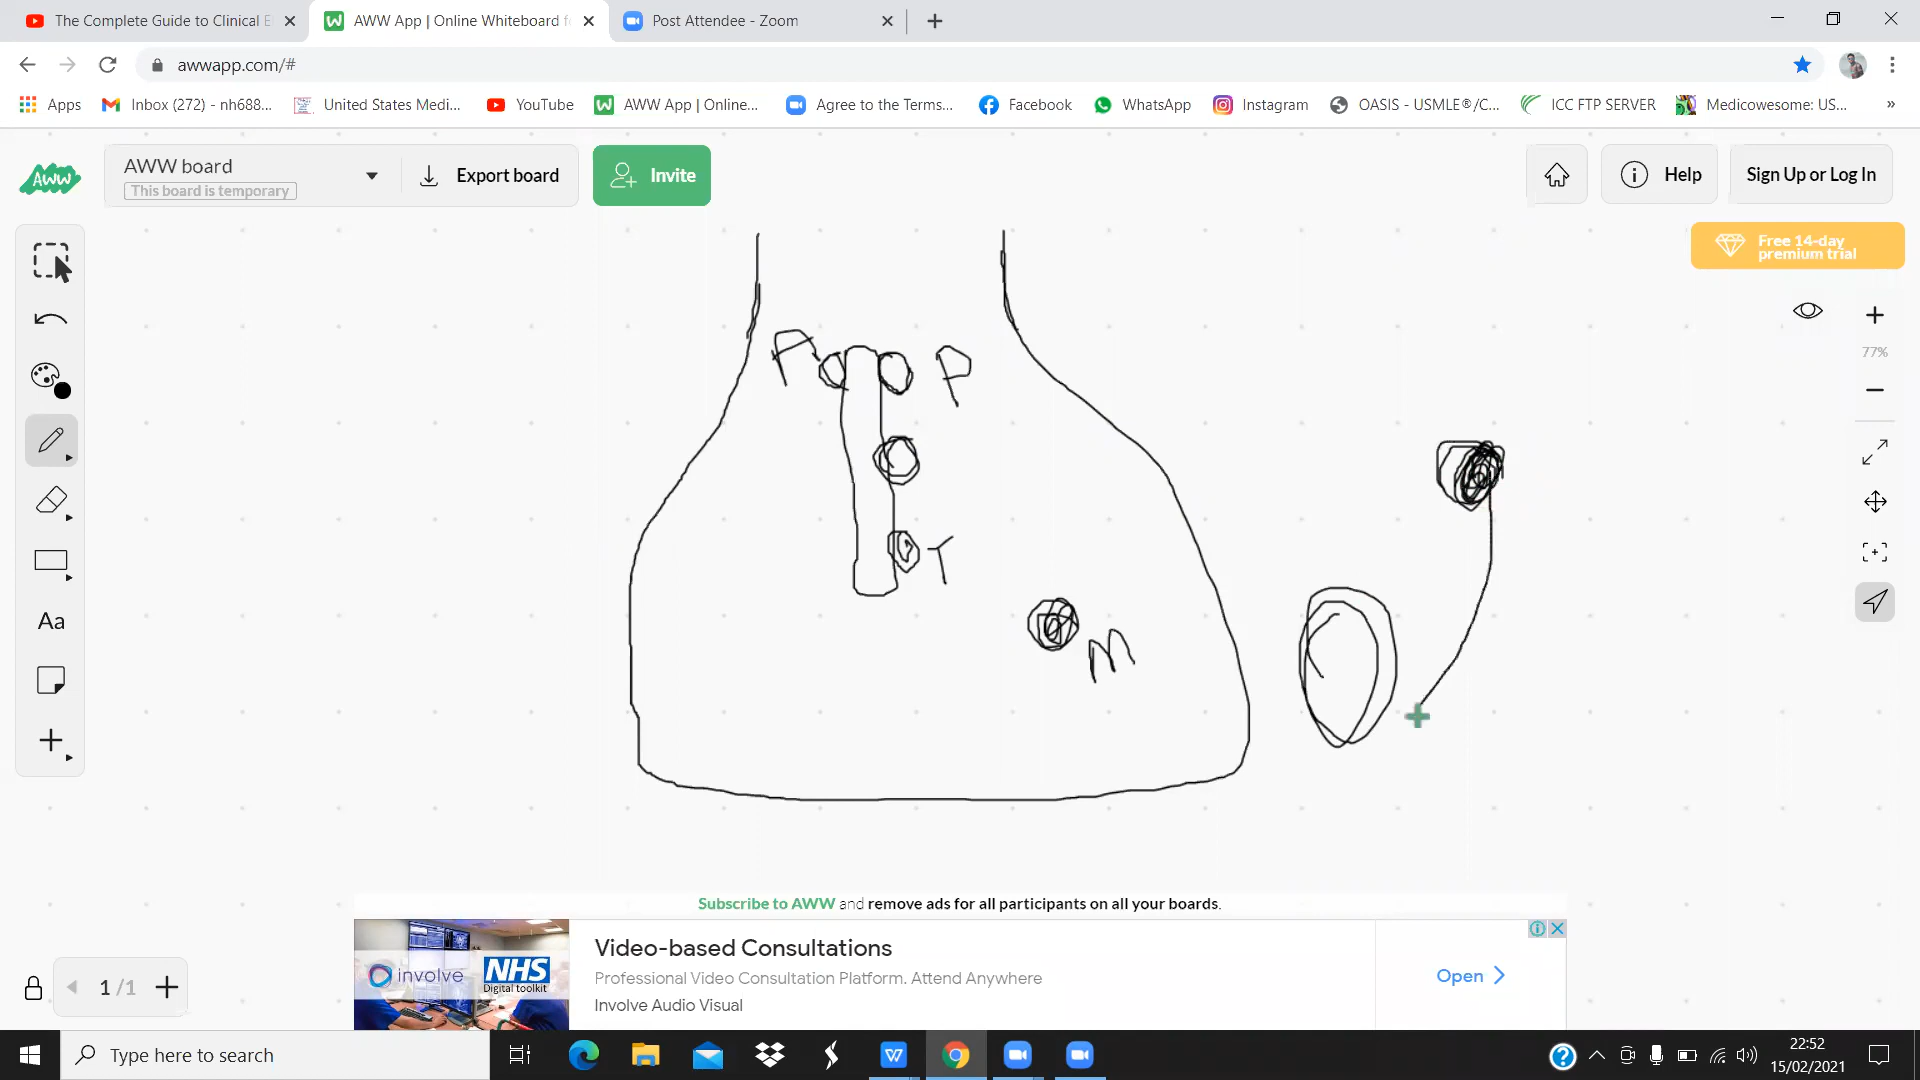 The Complete Guide to Clinical E
AWW App | Online Whiteboard f
Post Attendee - Zoom
awwapp.com/#
Apps
Inbox (272) - nh688...
United States Medi...
YouTube
AWW App | Online...
Agree to the Terms...
Facebook
WhatsApp
Instagram
OASIS - USMLE®/C...
ICC FTP SERVER
Medicowesome: US...
»
AWW
AWW board
This board is temporary
Export board
Invite
Help
Sign Up or Log In
Free 14-day
premium trial
77%
P
T
M
Aa
Subscribe to AWW and remove ads for all participants on all your boards.
involve
NHS
Digital toolkit
Video-based Consultations
Professional Video Consultation Platform. Attend Anywhere
Involve Audio Visual
Open
1 /1
Type here to search
22:52
15/02/2021